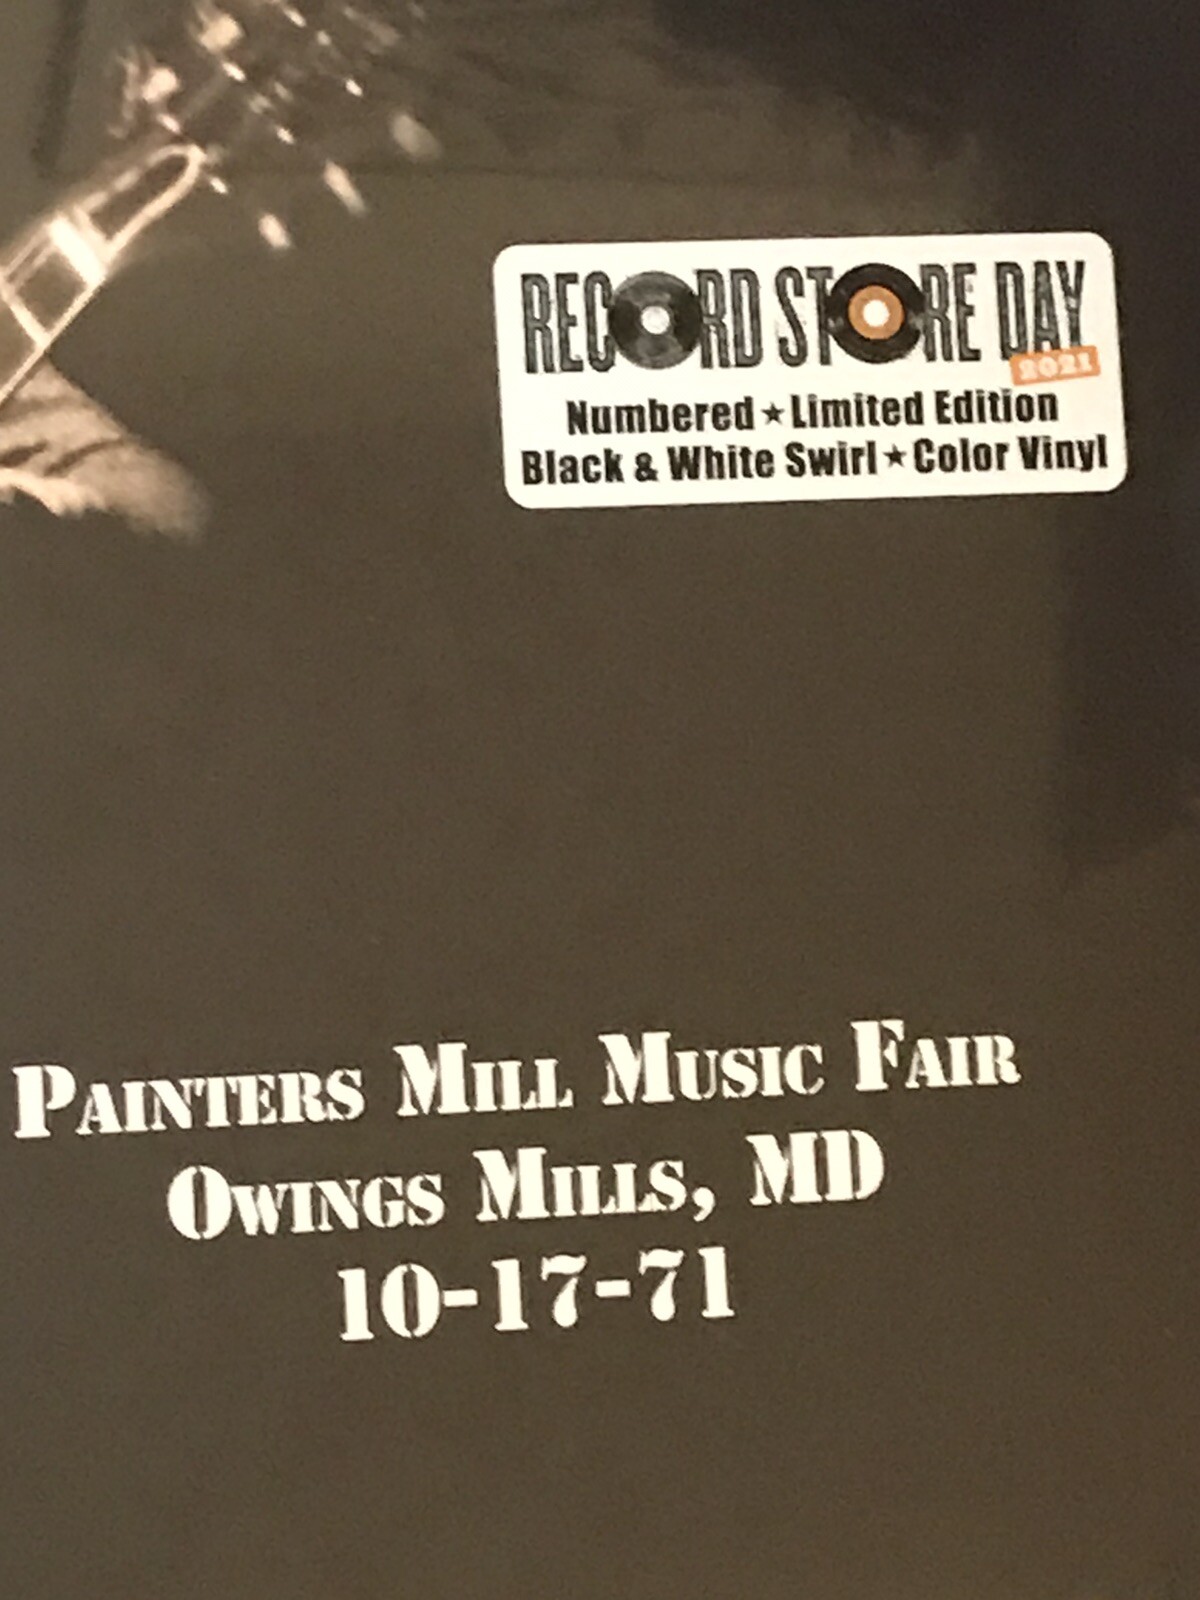 RECORD STORE DAY
2021
Numbered ★ Limited Edition
Black & White Swirl ★ Color Vinyl
PAINTERS MILL MUSIC FAIR
OWINGS MILLS, MD
10-17-71